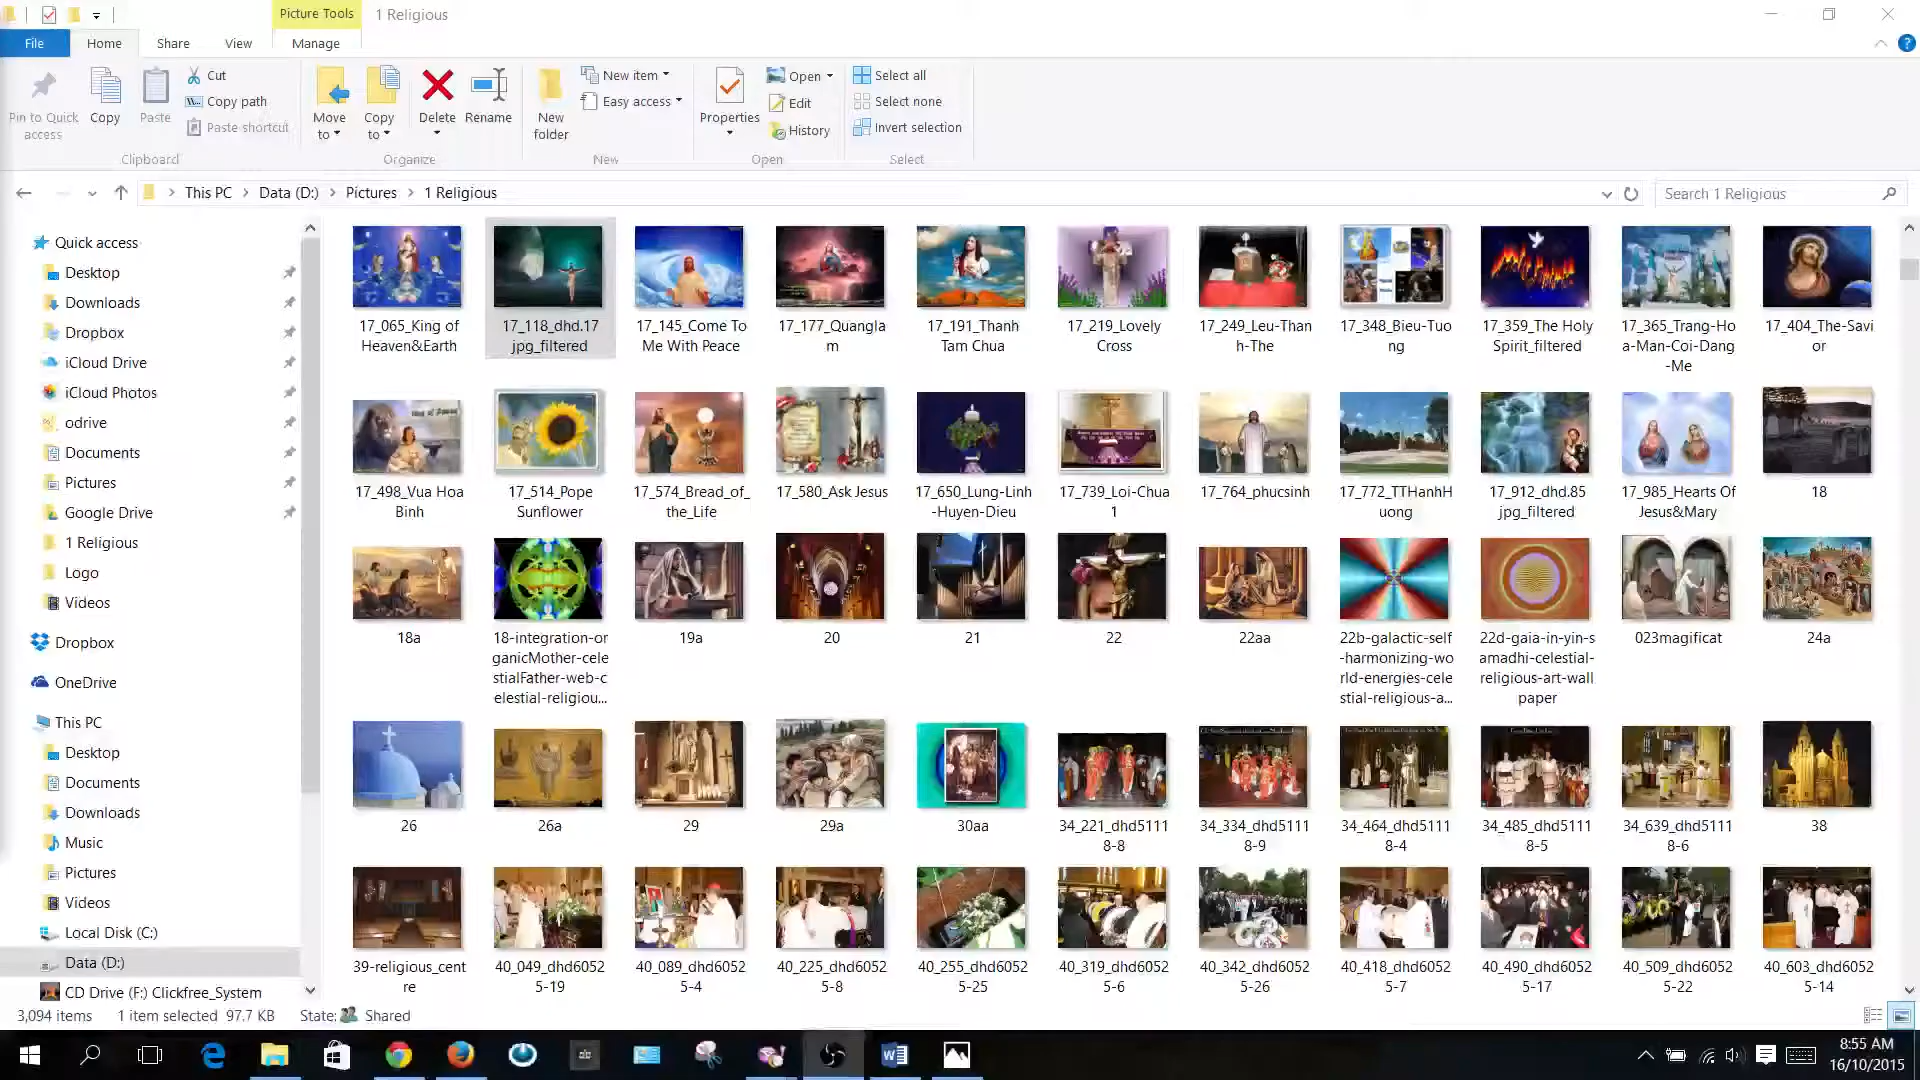 Picture Tools
1 Religious
File
Home
Share
View
Manage
Pin to Quick
access
Copy
Paste
Cut
Copy path
Paste shortcut
Clipboard
Move
to
Copy
to
Delete
Rename
Organize
New
folder
New item
Easy access
New
Properties
Open
Edit
History
Open
Select all
Select none
Invert selection
Select
This PC
Data (D:)
Pictures
1 Religious
Search 1 Religious
Quick access
Desktop
Downloads
Dropbox
iCloud Drive
iCloud Photos
odrive
Documents
Pictures
Google Drive
1 Religious
Logo
Videos
Dropbox
OneDrive
This PC
Desktop
Documents
Downloads
Music
Pictures
Videos
Local Disk (C:)
Data (D:)
CD Drive (F:) Clickfree_System
17_065_King of
Heaven&Earth
17_118_dhd.17
jpg_filtered
17_145_Come To
Me With Peace
17_177_Quangla
m
17_191_Thanh
Tam Chua
17_219_Lovely
Cross
17_249_Leu-Than
h-The
17_348_Bieu-Tuo
ng
17_359_The Holy
Spirit_filtered
17_365_Trang-Ho
a-Man-Coi-Dang
-Me
17_404_The-Savi
or
17_498_Vua Hoa
Binh
17_514_Pope
Sunflower
17_574_Bread_of_
the_Life
17_580_Ask Jesus
17_650_Lung-Linh
-Huyen-Dieu
17_739_Loi-Chua
1
17_764_phucsinh
17_772_TTHanhH
uong
17_912_dhd.85
jpg_filtered
17_985_Hearts Of
Jesus&Mary
18
18a
18-integration-or
ganicMother-cele
stialFather-web-c
elestial-religiou...
19a
20
21
22
22aa
22b-galactic-self
-harmonizing-wo
rld-energies-cele
stial-religious-a...
22d-gaia-in-yin-s
amadhi-celestial-
religious-art-wall
paper
023magificat
24a
26
26a
29
29a
30aa
34_221_dhd5111
8-8
34_334_dhd5111
8-9
34_464_dhd5111
8-4
34_485_dhd5111
8-5
34_639_dhd5111
8-6
38
39-religious_cent
re
40_049_dhd6052
5-19
40_089_dhd6052
5-4
40_225_dhd6052
5-8
40_255_dhd6052
5-25
40_319_dhd6052
5-6
40_342_dhd6052
5-26
40_418_dhd6052
5-7
40_490_dhd6052
5-17
40_509_dhd6052
5-22
40_603_dhd6052
5-14
3,094 items
1 item selected 97.7 KB
State: Shared
8:55 AM
16/10/2015